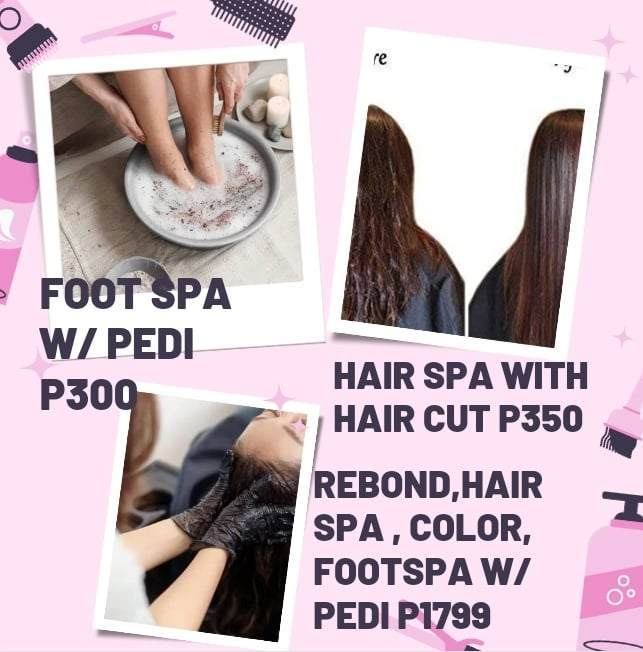 FOOT SPA
W/ PEDI
P300
HAIR SPA WITH
HAIR CUT P350
REBOND,HAIR
SPA , COLOR,
FOOTSPA W/
PEDI P1799